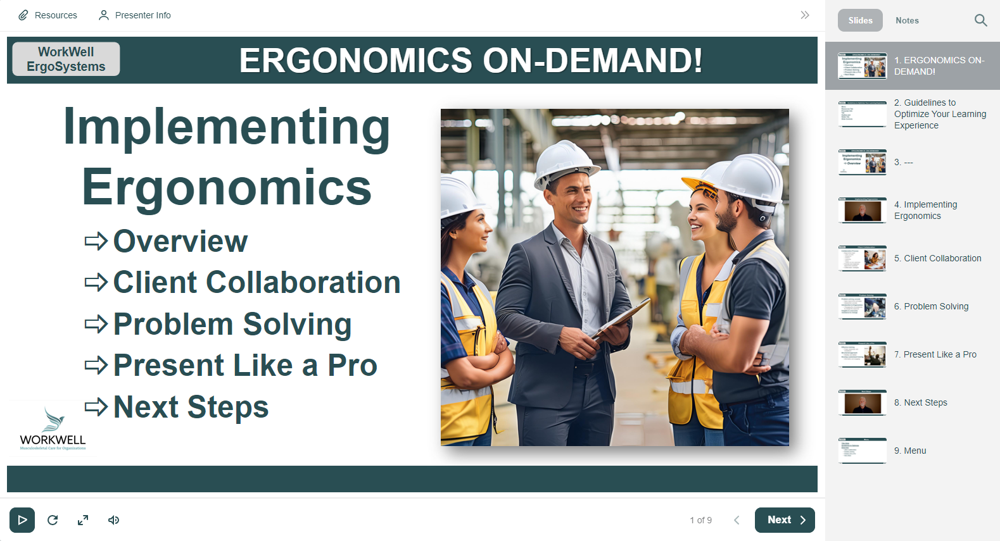 Resources
Presenter Info
Slides
Notes
WorkWell
ErgoSystems
ERGONOMICS ON-DEMAND!
Implementing
Ergonomics
⇨Overview
⇨Client Collaboration
⇨Problem Solving
⇨Present Like a Pro
⇨Next Steps
WORKWELL
Musculoskeletal Care for Organizations
1. ERGONOMICS ON-
DEMAND!
2. Guidelines to
Optimize Your Learning
Experience
3. ---
4. Implementing
Ergonomics
5. Client Collaboration
6. Problem Solving
7. Present Like a Pro
8. Next Steps
9. Menu
1 of 9
Next